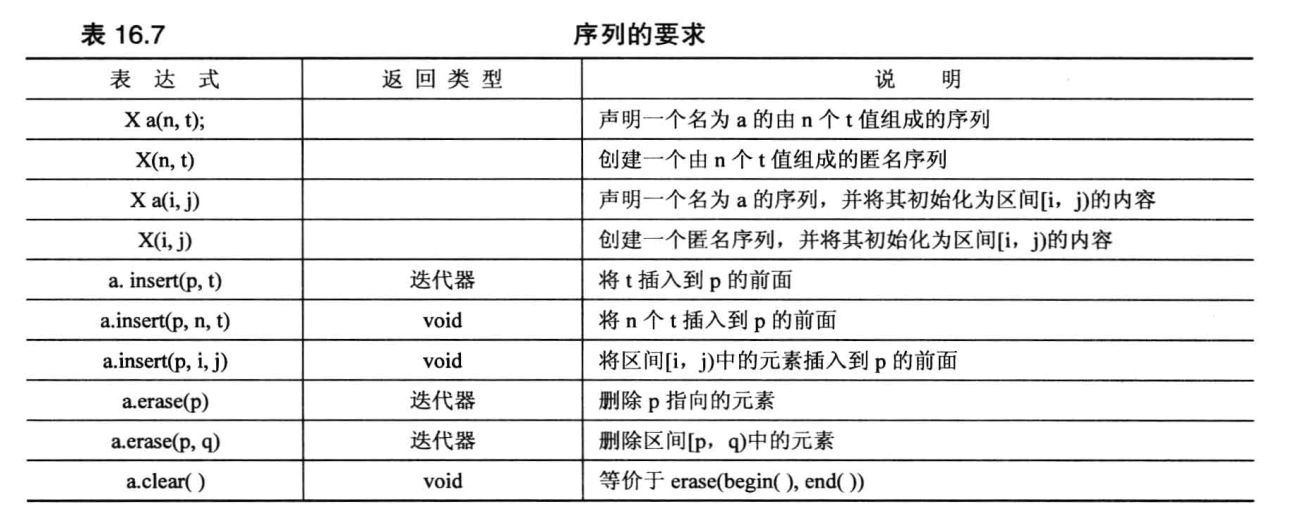 表 16.7 序列的要求
表 达 式 返 回 类 型 说 明
X a(n, t); 声明一个名为 a 的由 n 个 t 值组成的序列
X(n, t) 创建一个由 n 个 t 值组成的匿名序列
X a(i, j) 声明一个名为 a 的序列，并将其初始化为区间[i，j)的内容
X(i, j) 创建一个匿名序列，并将其初始化为区间[i，j)的内容
a. insert(p, t) 迭代器 将 t 插入到 p 的前面
a.insert(p, n, t) void 将 n 个 t 插入到 p 的前面
a.insert(p, i, j) void 将区间[i，j)中的元素插入到 p 的前面
a.erase(p) 迭代器 删除 p 指向的元素
a.erase(p, q) 迭代器 删除区间[p，q)中的元素
a.clear( ) void 等价于 erase(begin( ), end( ))